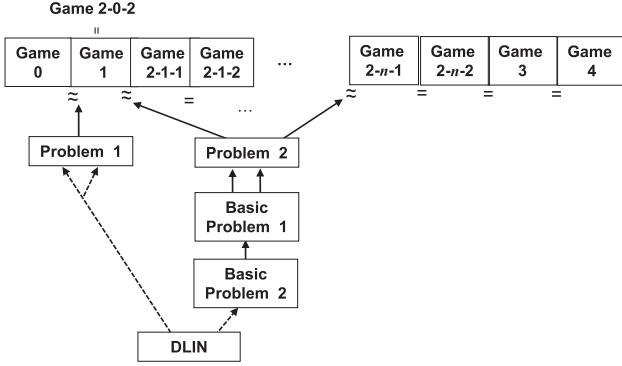 Game 2-0-2
=
Game 0
Game 1
Game 2-1-1
Game 2-1-2
...
Game 2-n-1
Game 2-n-2
Game 3
Game 4
≈ ≈ = ... ≈ = = =
Problem 1
Problem 2
Basic Problem 1
Basic Problem 2
DLIN